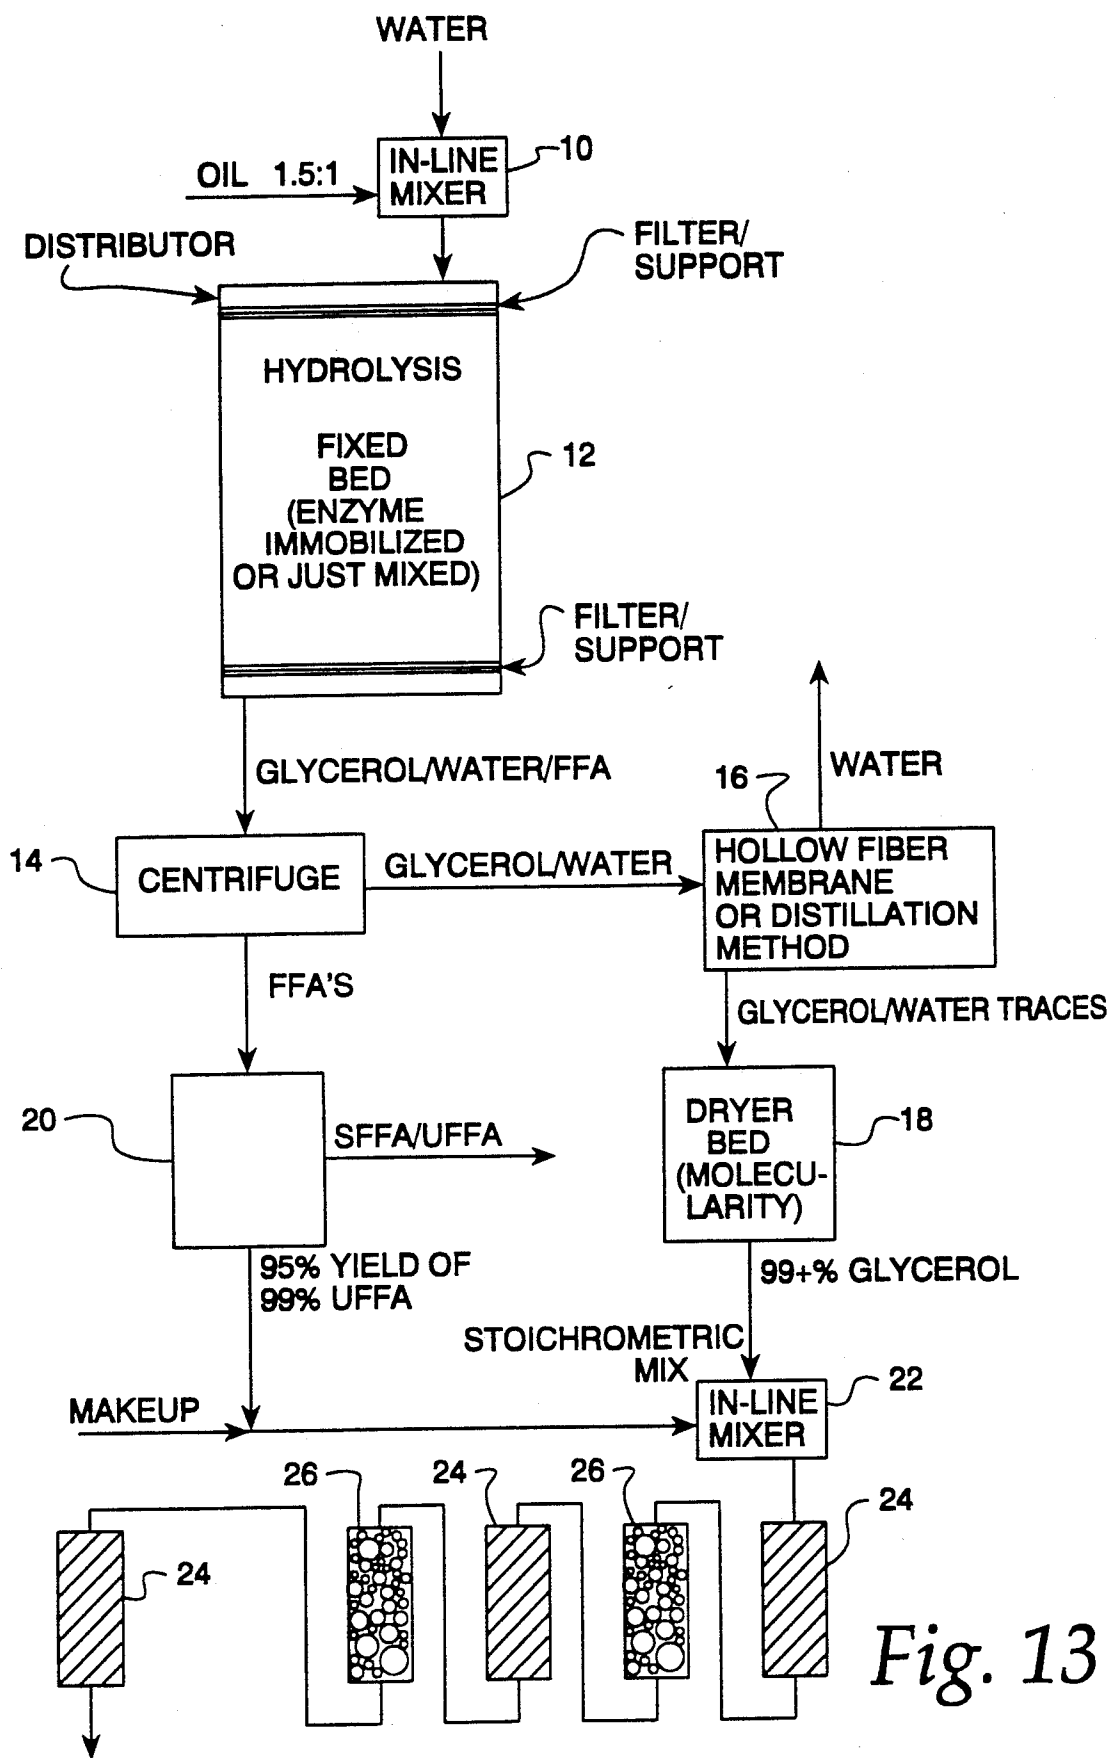 WATER
IN-LINE
MIXER
10
OIL 1.5:1
DISTRIBUTOR
FILTER/
SUPPORT
HYDROLYSIS
FIXED
BED
(ENZYME
IMMOBILIZED
OR JUST MIXED)
12
FILTER/
SUPPORT
GLYCEROL/WATER/FFA
16
WATER
14
CENTRIFUGE
GLYCEROL/WATER
HOLLOW FIBER
MEMBRANE
OR DISTILLATION
METHOD
FFA'S
GLYCEROL/WATER TRACES
20
SFFA/UFFA
DRYER
BED
(MOLECU-
LARITY)
18
95% YIELD OF
99% UFFA
99+% GLYCEROL
STOICHROMETRIC
MIX
MAKEUP
IN-LINE
MIXER
22
26
24
26
24
24
Fig. 13